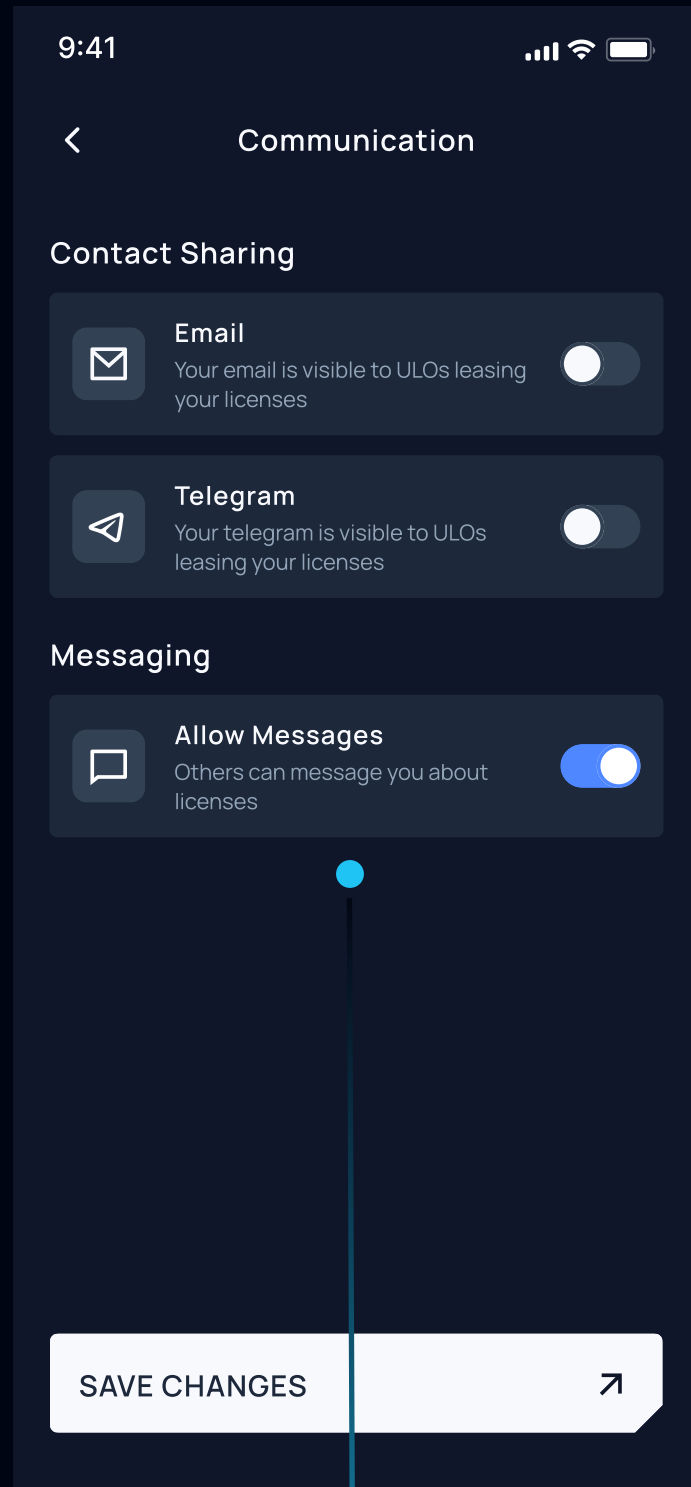 9:41
Communication
Contact Sharing
Email
Your email is visible to ULOs leasing
your licenses
Telegram
Your telegram is visible to ULOs
leasing your licenses
Messaging
Allow Messages
Others can message you about
licenses
SAVE CHANGES